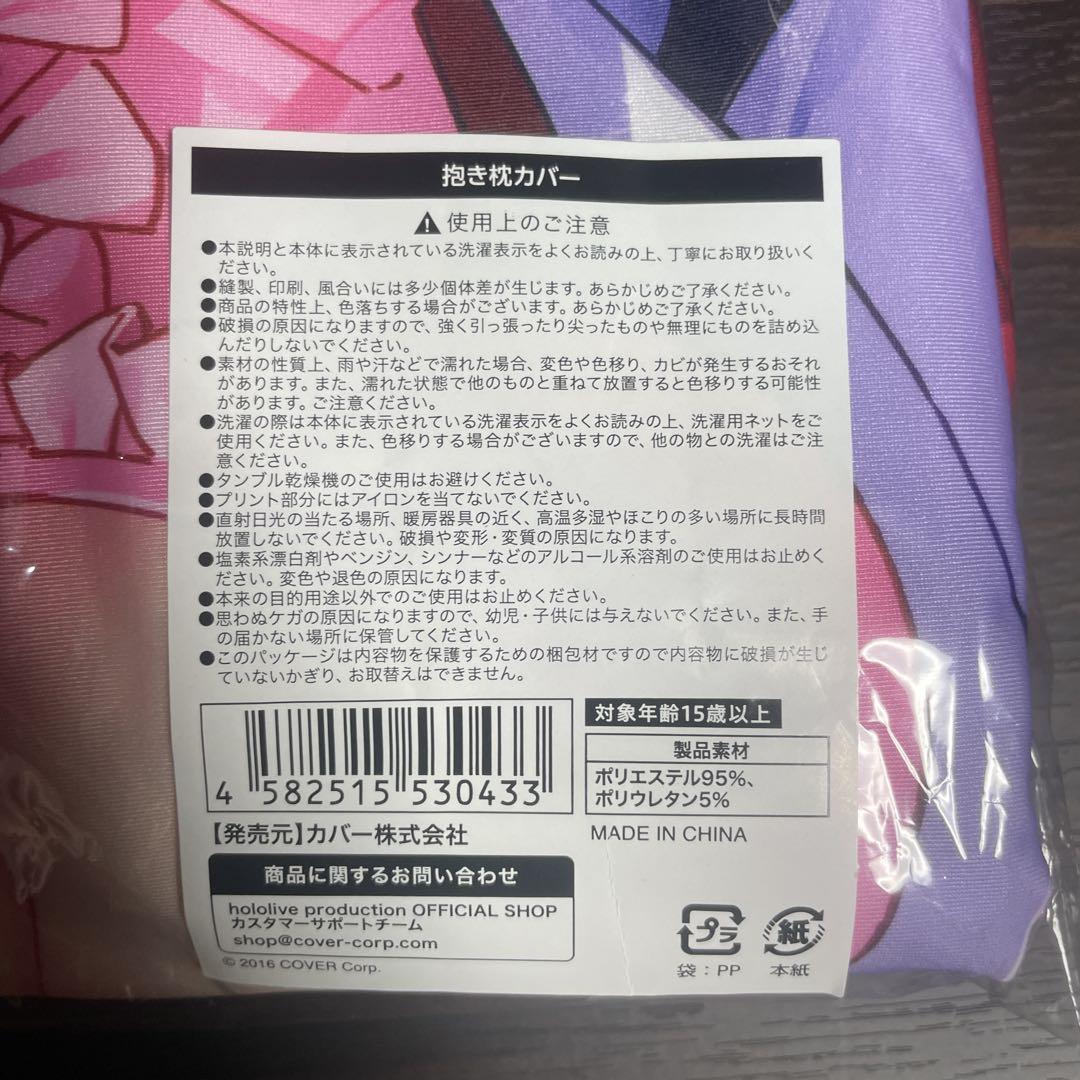 抱き枕カバー
⚠使用上のご注意
●本説明と本体に表示されている洗濯表示をよくお読みの上、丁寧にお取り扱いく
ださい。
●縫製、印刷、風合いには多少個体差が生じます。あらかじめご了承ください。
●商品の特性上、色落ちする場合がございます。あらかじめご了承ください。
●破損の原因になりますので、強く引っ張ったり尖ったものや無理にものを詰め込
んだりしないでください。
●素材の性質上、雨や汗などで濡れた場合、変色や色移り、カビが発生するおそれ
があります。また、濡れた状態で他のものと重ねて放置すると色移りする可能性
があります。ご注意ください。
●洗濯の際は本体に表示されている洗濯表示をよくお読みの上、洗濯用ネットをご
使用ください。また、色移りする場合がございますので、他の物との洗濯はご注
意ください。
●タンブル乾燥機のご使用はお避けください。
●プリント部分にはアイロンを当てないでください。
●直射日光の当たる場所、暖房器具の近く、高温多湿やほこりの多い場所に長時間
放置しないでください。破損や変形・変質の原因になります。
●塩素系漂白剤やベンジン、シンナーなどのアルコール系溶剤のご使用はお止めく
ださい。変色や退色の原因になります。
●本来の目的用途以外でのご使用はお止めください。
●思わぬケガの原因になりますので、幼児・子供には与えないでください。また、手
の届かない場所に保管してください。
●このパッケージは内容物を保護するための梱包材ですので内容物に破損が生じ
ていないかぎり、お取替えはできません。
4 582515 530433
対象年齢15歳以上
製品素材
ポリエステル95%、
ポリウレタン5%
【発売元】カバー株式会社
MADE IN CHINA
商品に関するお問い合わせ
hololive production OFFICIAL SHOP
カスタマーサポートチーム
shop@cover-corp.com
© 2016 COVER Corp.
プラ
袋：PP
紙
本紙